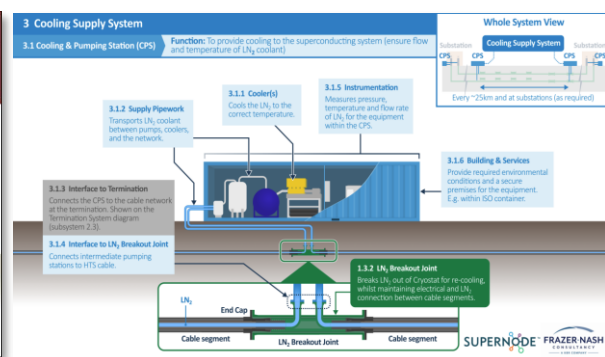 3 Cooling Supply System
3.1 Cooling & Pumping Station (CPS)
Function: To provide cooling to the superconducting system (ensure flow
and temperature of LN₂ coolant)
Whole System View
Substation
Cooling Supply System
Substation
CPS
CPS
CPS
CPS
Every ~25km and at substations (as required)
3.1.1 Cooler(s)
Cools the LN₂ to the
correct temperature.
3.1.5 Instrumentation
Measures pressure,
temperature and flow rate
of LN₂ for the equipment
within the CPS.
3.1.2 Supply Pipework
Transports LN₂ coolant
between pumps, coolers,
and the network.
3.1.6 Building & Services
Provide required environmental
conditions and a secure
premises for the equipment.
E.g. within ISO container.
3.1.3 Interface to Termination
Connects the CPS to the cable network
at the termination. Shown on the
Termination System diagram
(subsystem 2.3).
3.1.4 Interface to LN₂ Breakout Joint
Connects intermediate pumping
stations to HTS cable.
1.3.2 LN₂ Breakout Joint
Breaks LN₂ out of Cryostat for re-cooling,
whilst maintaining electrical and LN₂
connection between cable segments.
LN₂
End Cap
Cable segment
LN₂ Breakout Joint
Cable segment
SUPERNODE
FRAZER-NASH
CONSULTANCY